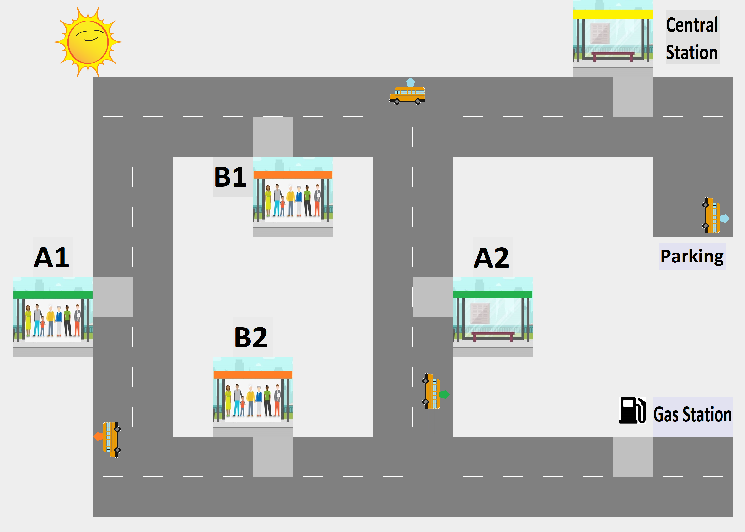 Central
Station
B1
A1
A2
Parking
B2
Gas Station